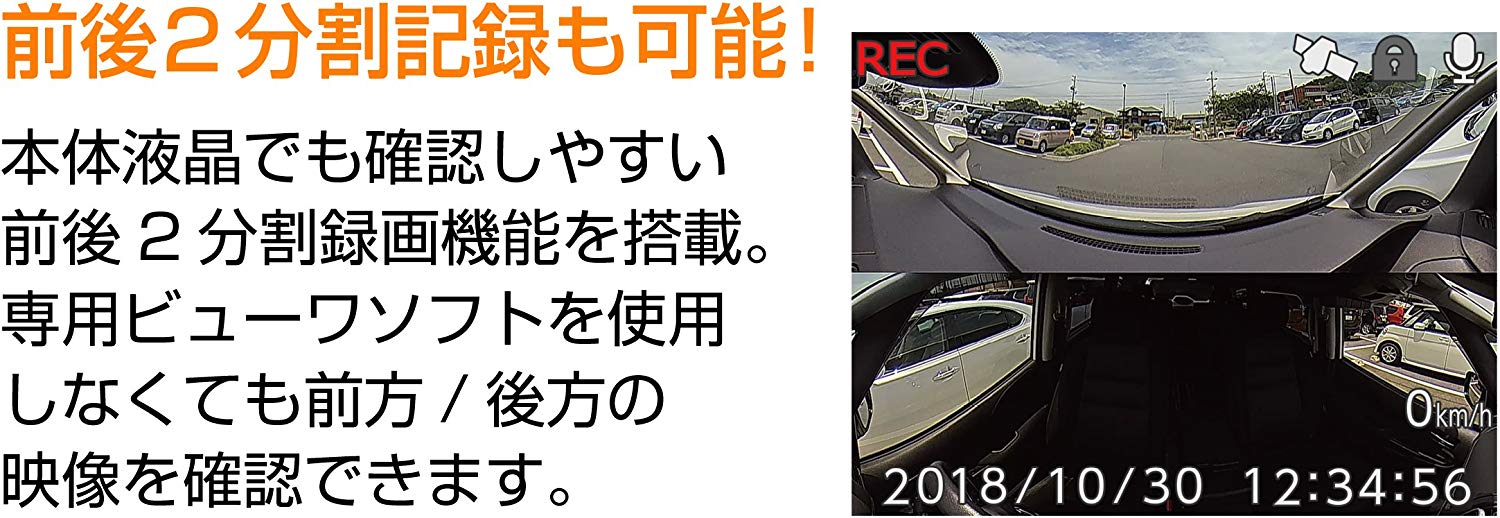 前後2分割記録も可能!
本体液晶でも確認しやすい
前後2分割録画機能を搭載。
専用ビューワソフトを使用
しなくても前方/後方の
映像を確認できます。
REC
0km/h
2018/10/30 12:34:56